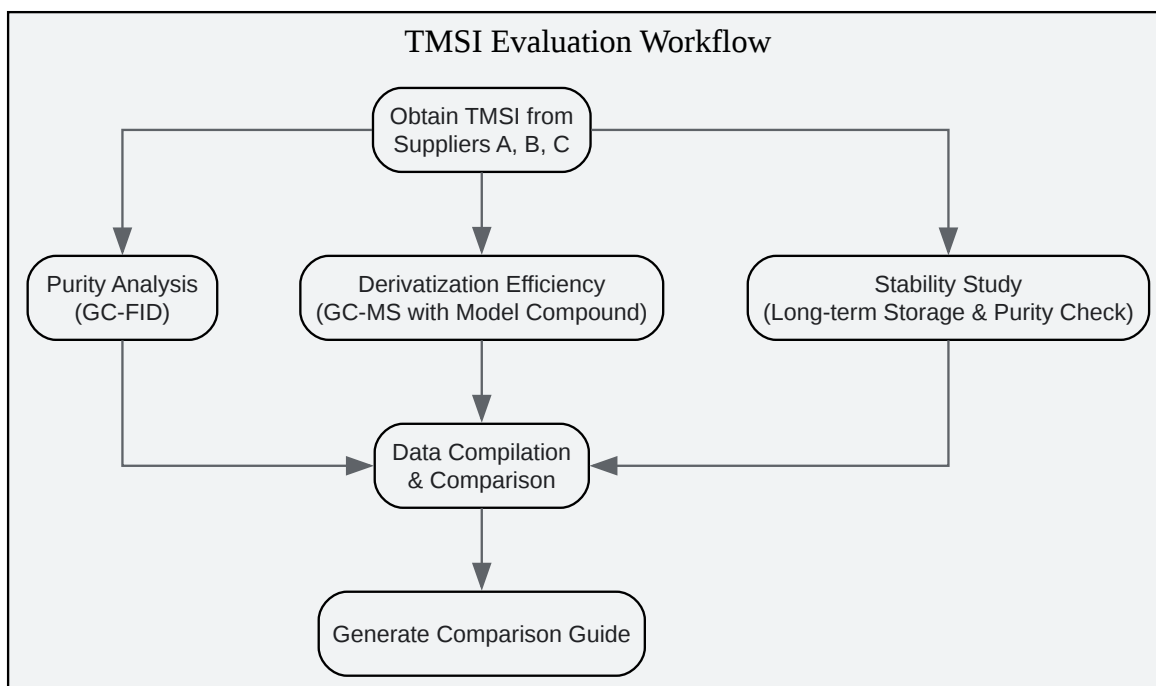 TMSI Evaluation Workflow
Obtain TMSI from
Suppliers A, B, C
Purity Analysis
(GC-FID)
Derivatization Efficiency
(GC-MS with Model Compound)
Stability Study
(Long-term Storage & Purity Check)
Data Compilation
& Comparison
Generate Comparison Guide